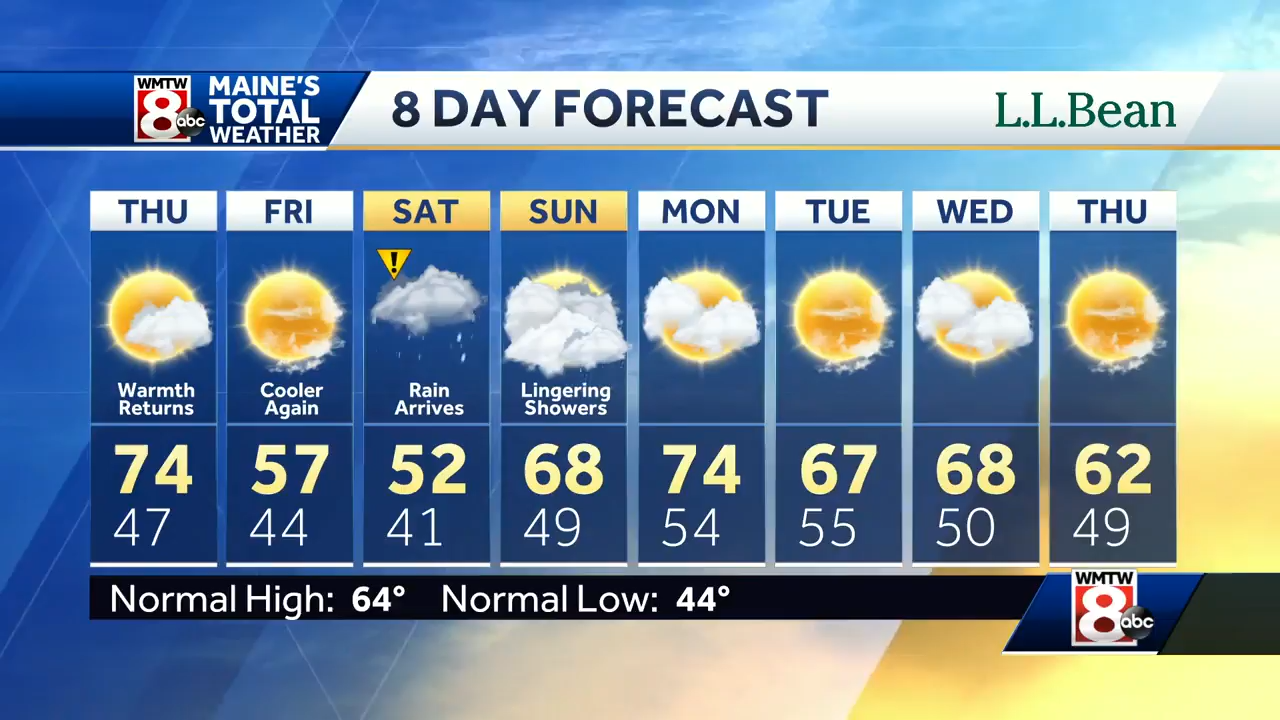 WMTW
8
abc
MAINE'S
TOTAL
WEATHER
8 DAY FORECAST
L.L.Bean
THU FRI SAT SUN MON TUE WED THU
!
Warmth Cooler Rain Lingering
Returns Again Arrives Showers
74 57 52 68 74 67 68 62
47 44 41 49 54 55 50 49
Normal High: 64° Normal Low: 44°
WMTW
8
abc